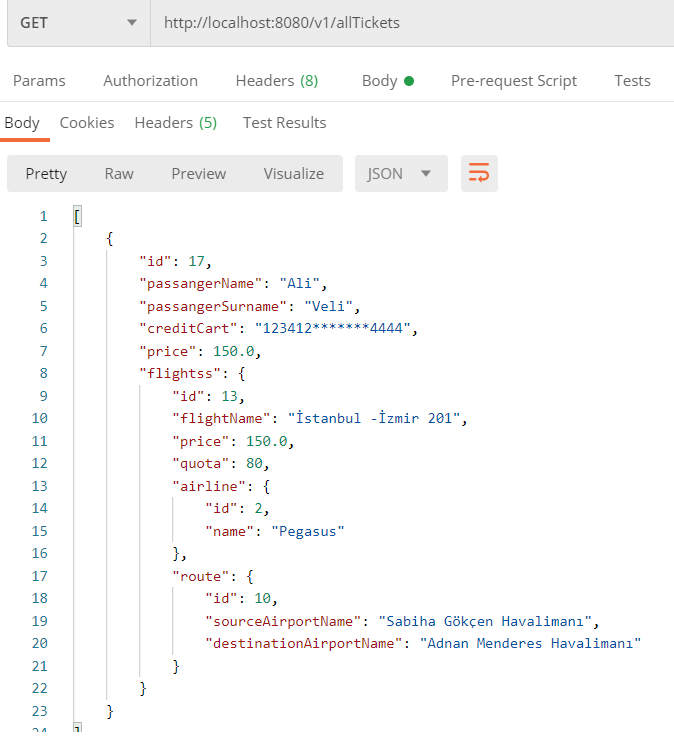 GET http://localhost:8080/v1/allTickets
Params Authorization Headers (8) Body Pre-request Script Tests
Body Cookies Headers (5) Test Results
Pretty Raw Preview Visualize JSON
1 [
2 {
3 "id": 17,
4 "passangerName": "Ali",
5 "passangerSurname": "Veli",
6 "creditCart": "123412*******4444",
7 "price": 150.0,
8 "flightss": {
9 "id": 13,
10 "flightName": "İstanbul -İzmir 201",
11 "price": 150.0,
12 "quota": 80,
13 "airline": {
14 "id": 2,
15 "name": "Pegasus"
16 },
17 "route": {
18 "id": 10,
19 "sourceAirportName": "Sabiha Gökçen Havalimanı",
20 "destinationAirportName": "Adnan Menderes Havalimanı"
21 }
22 }
23 }
24 ]